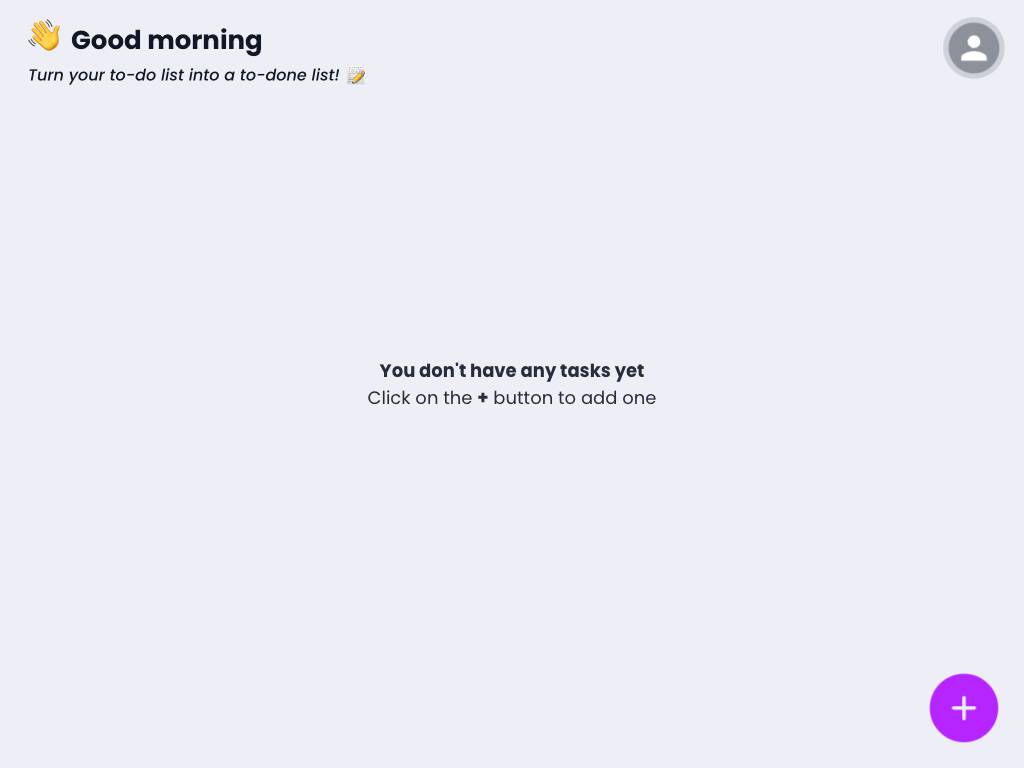 👋 Good morning
Turn your to-do list into a to-done list! 📝
You don't have any tasks yet
Click on the + button to add one